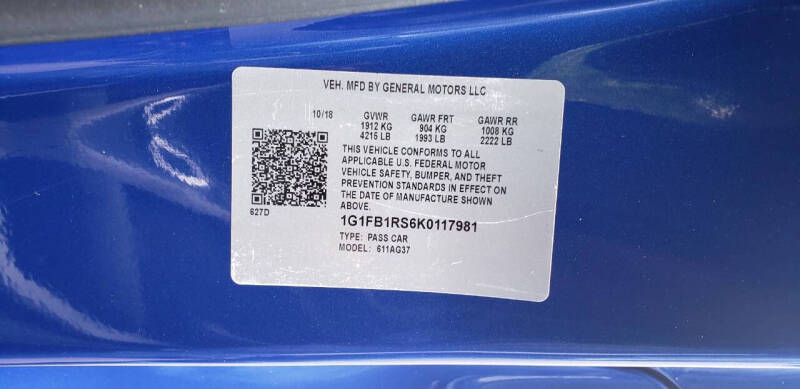 VEH. MFD BY GENERAL MOTORS LLC
10/18 GVWR GAWR FRT GAWR RR
1912 KG 904 KG 1008 KG
4215 LB 1993 LB 2222 LB
THIS VEHICLE CONFORMS TO ALL
APPLICABLE U.S. FEDERAL MOTOR
VEHICLE SAFETY, BUMPER, AND THEFT
PREVENTION STANDARDS IN EFFECT ON
THE DATE OF MANUFACTURE SHOWN
ABOVE.
627D
1G1FB1RS6K0117981
TYPE: PASS CAR
MODEL: 611AG37